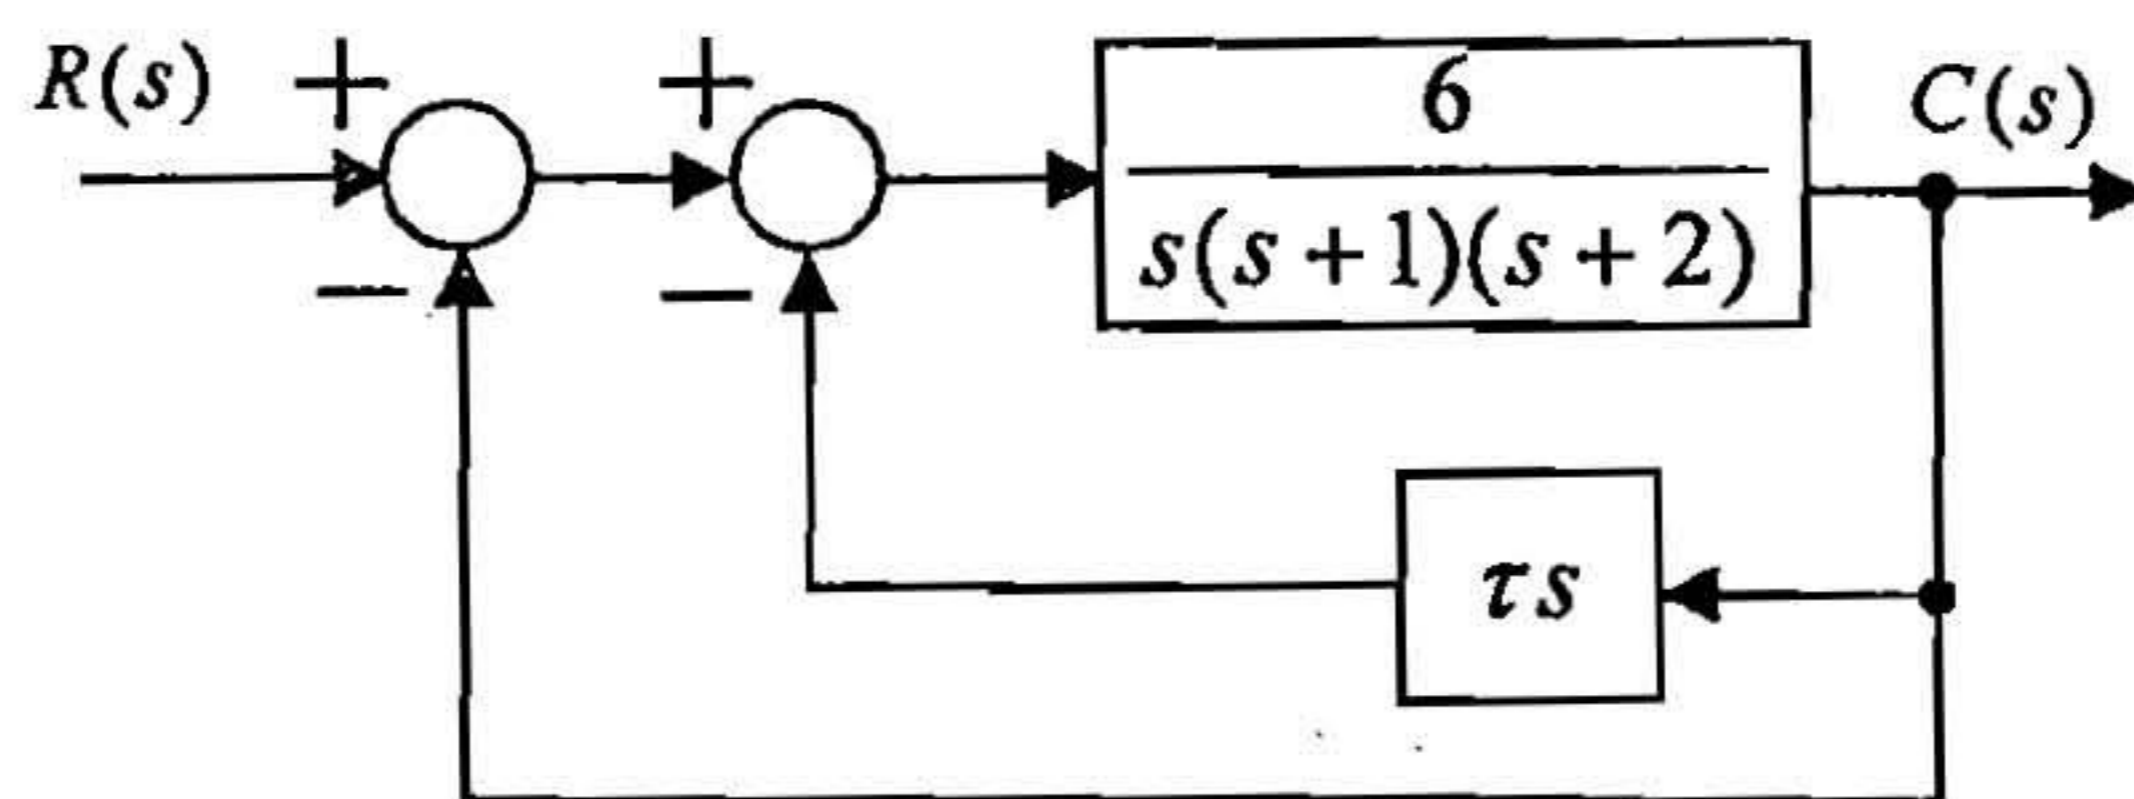 R(s)
+
+
6
s(s + 1)(s + 2)
C(s)
−
−
τs